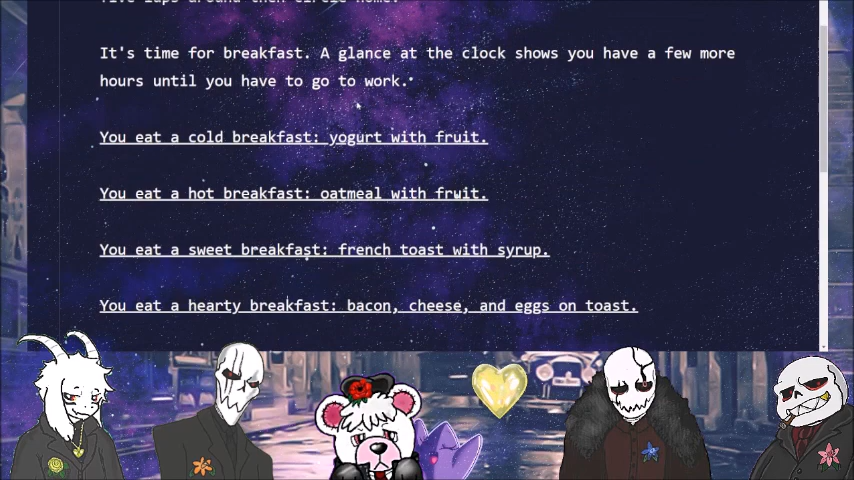 It's time for breakfast. A glance at the clock shows you have a few more
hours until you have to go to work.
You eat a cold breakfast: yogurt with fruit.
You eat a hot breakfast: oatmeal with fruit.
You eat a sweet breakfast: french toast with syrup.
You eat a hearty breakfast: bacon, cheese, and eggs on toast.